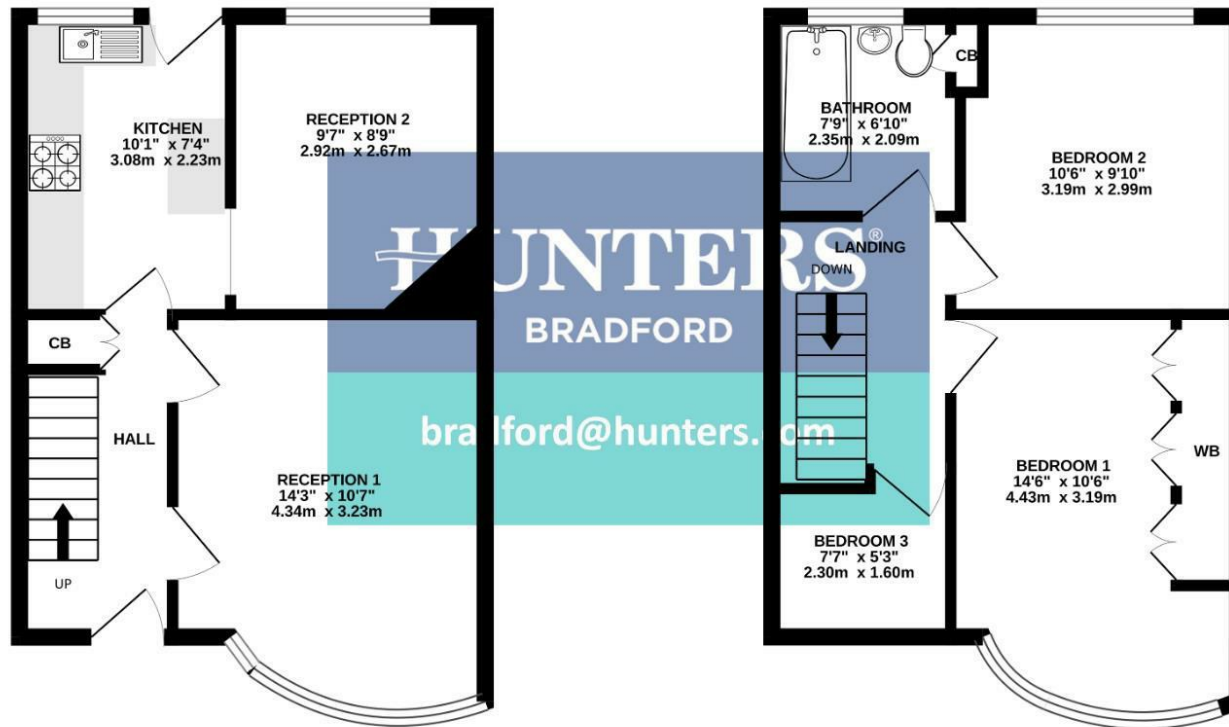 KITCHEN
10'1" x 7'4"
3.08m x 2.23m
RECEPTION 2
9'7" x 8'9"
2.92m x 2.67m
CB
HALL
UP
RECEPTION 1
14'3" x 10'7"
4.34m x 3.23m
HUNTERS®
BRADFORD
bradford@hunters.com
BATHROOM
7'9" x 6'10"
2.35m x 2.09m
CB
BEDROOM 2
10'6" x 9'10"
3.19m x 2.99m
LANDING
DOWN
BEDROOM 1
14'6" x 10'6"
4.43m x 3.19m
WB
BEDROOM 3
7'7" x 5'3"
2.30m x 1.60m